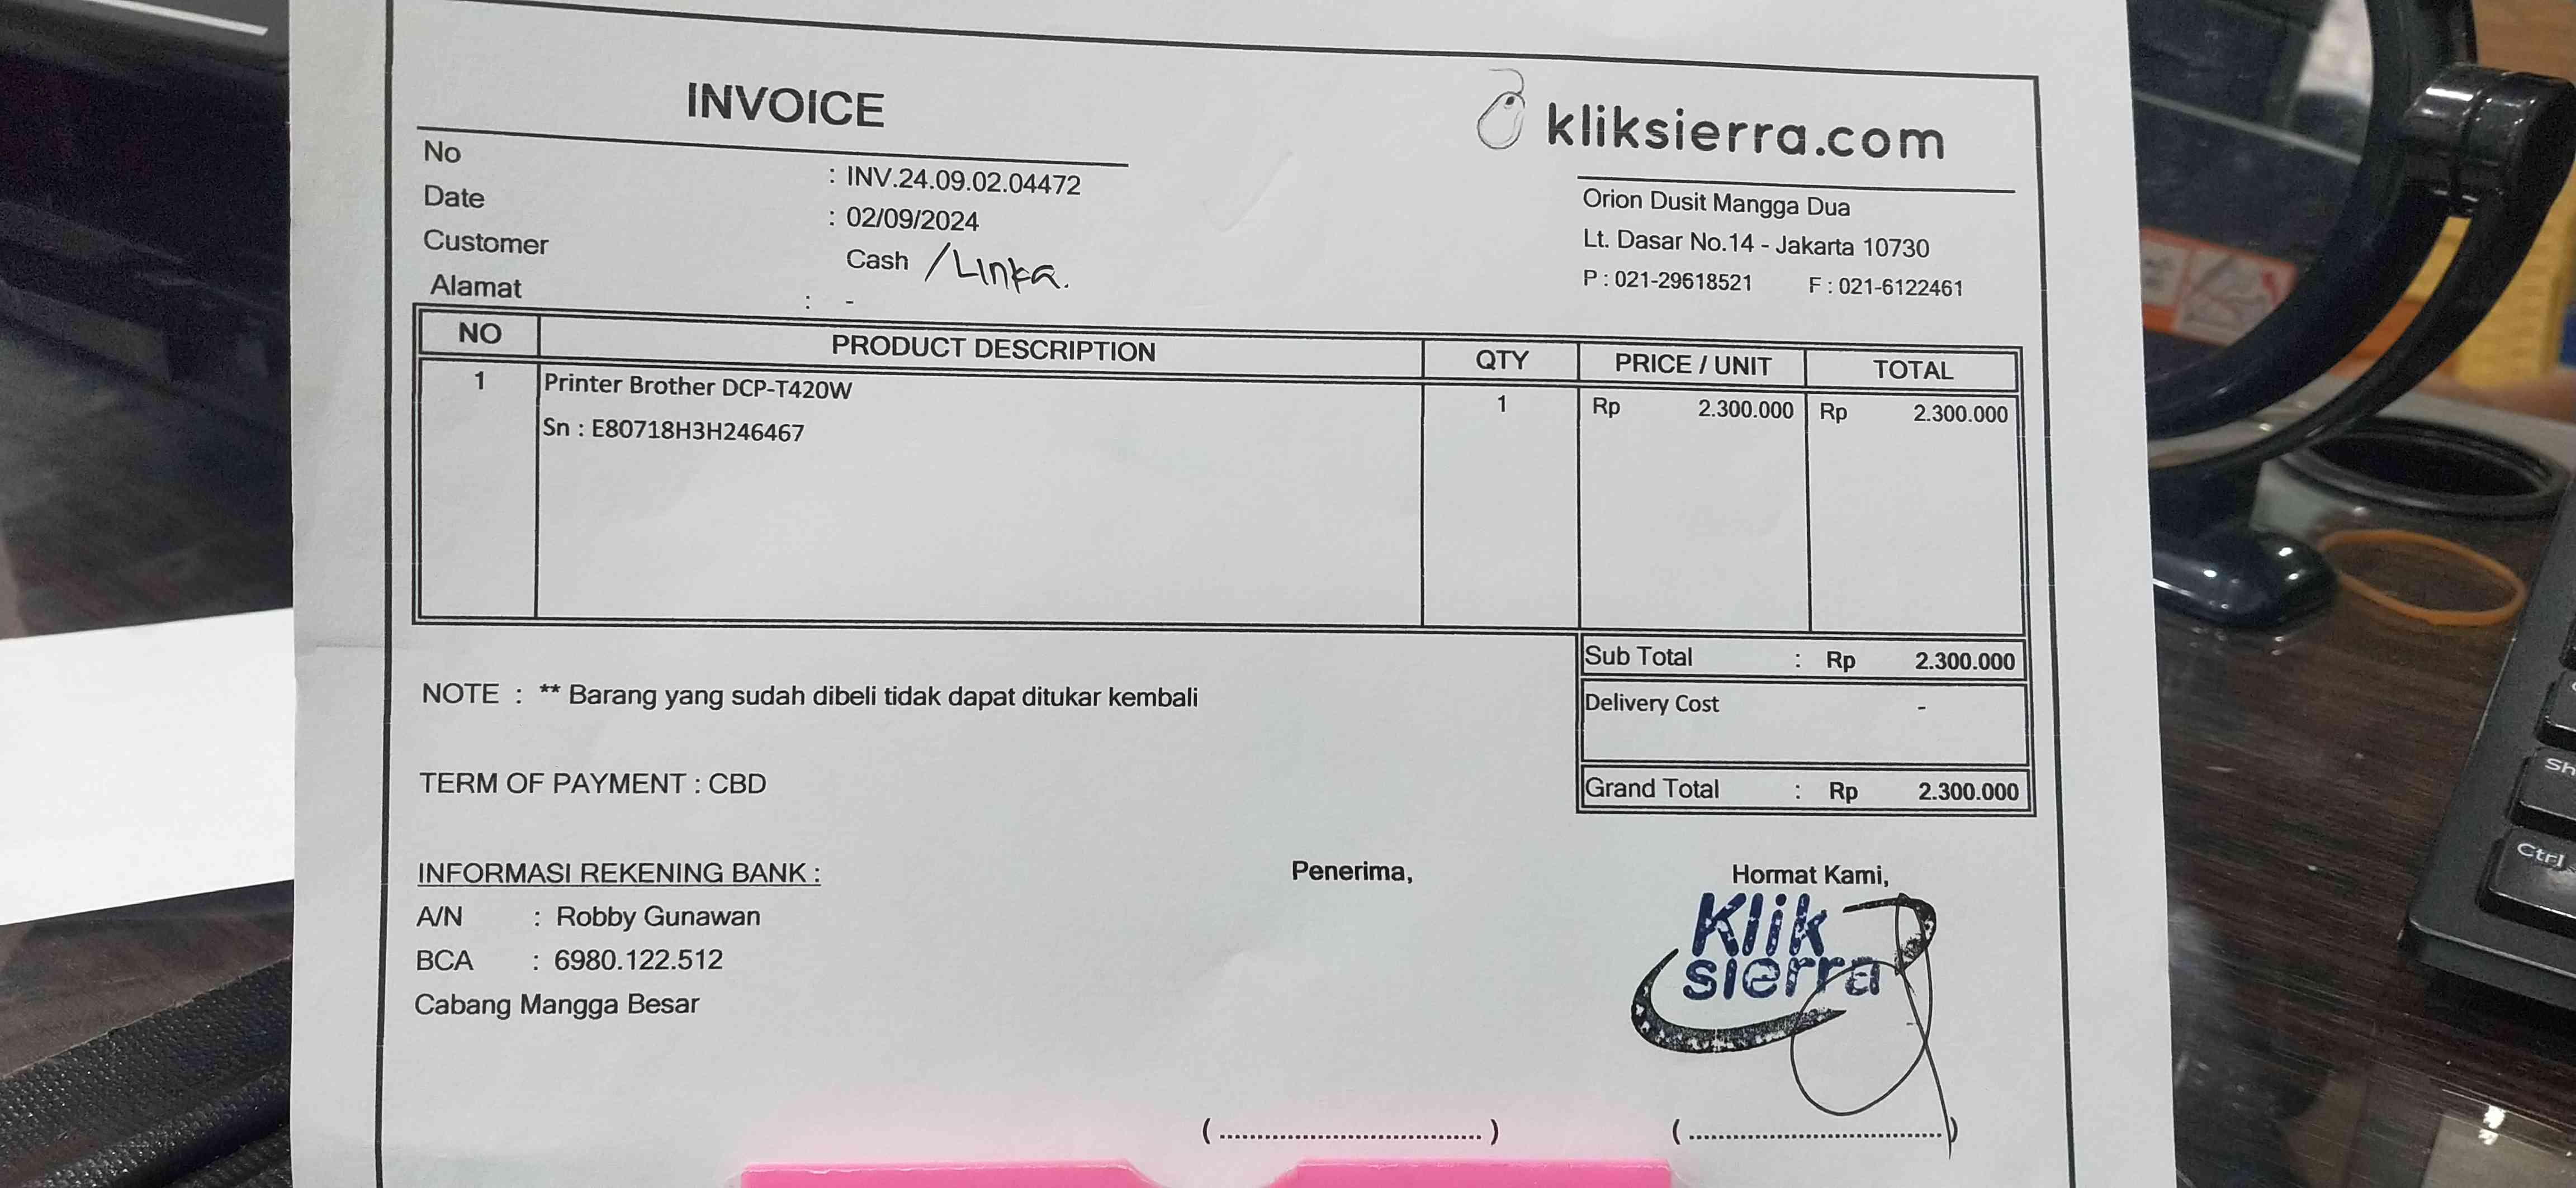 INVOICE
kliksierra.com
No : INV.24.09.02.04472
Date : 02/09/2024
Customer Cash /Linka.
Alamat : -
Orion Dusit Mangga Dua
Lt. Dasar No.14 - Jakarta 10730
P : 021-29618521 F : 021-6122461
NO PRODUCT DESCRIPTION QTY PRICE / UNIT TOTAL
1 Printer Brother DCP-T420W 1 Rp 2.300.000 Rp 2.300.000
Sn : E80718H3H246467
Sub Total : Rp 2.300.000
NOTE : ** Barang yang sudah dibeli tidak dapat ditukar kembali
Delivery Cost -
TERM OF PAYMENT : CBD
Grand Total : Rp 2.300.000
INFORMASI REKENING BANK :
A/N : Robby Gunawan
BCA : 6980.122.512
Cabang Mangga Besar
Penerima,
Hormat Kami,
Klik
sierra
( .................................... )
( .................................... )
Ctrl
Sh